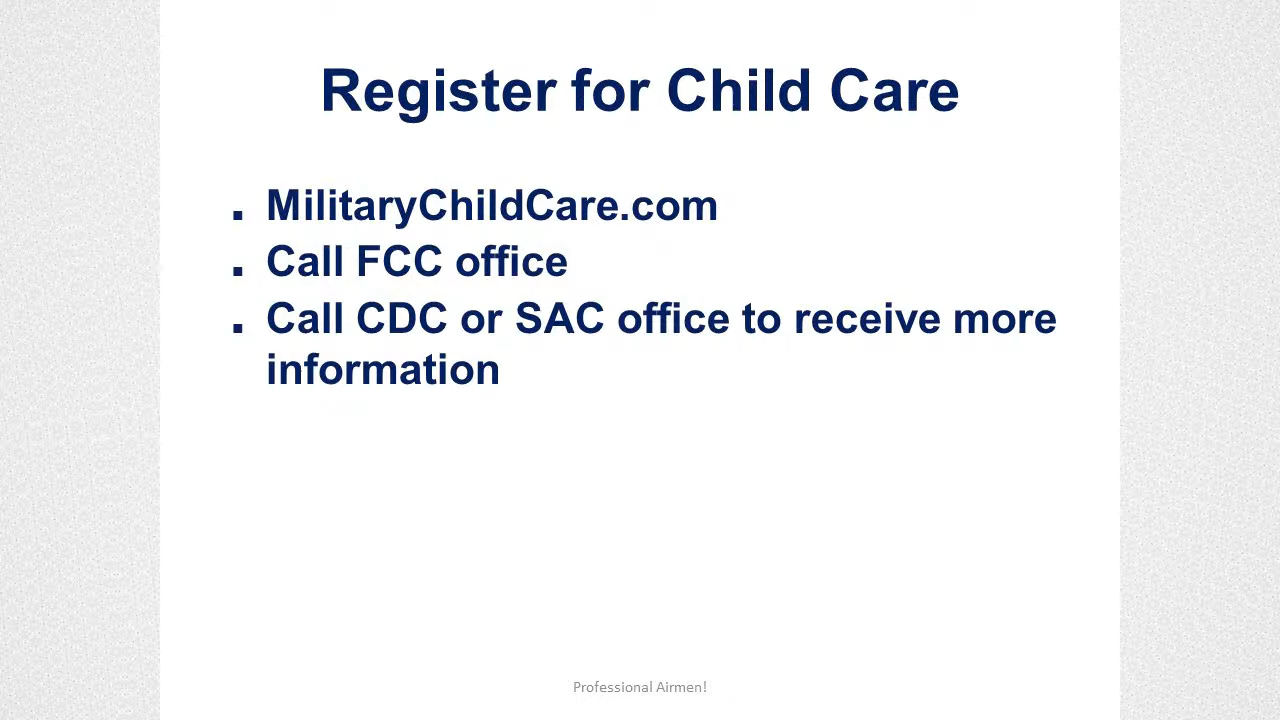 Register for Child Care
▪ MilitaryChildCare.com
▪ Call FCC office
▪ Call CDC or SAC office to receive more
information
Professional Airmen!